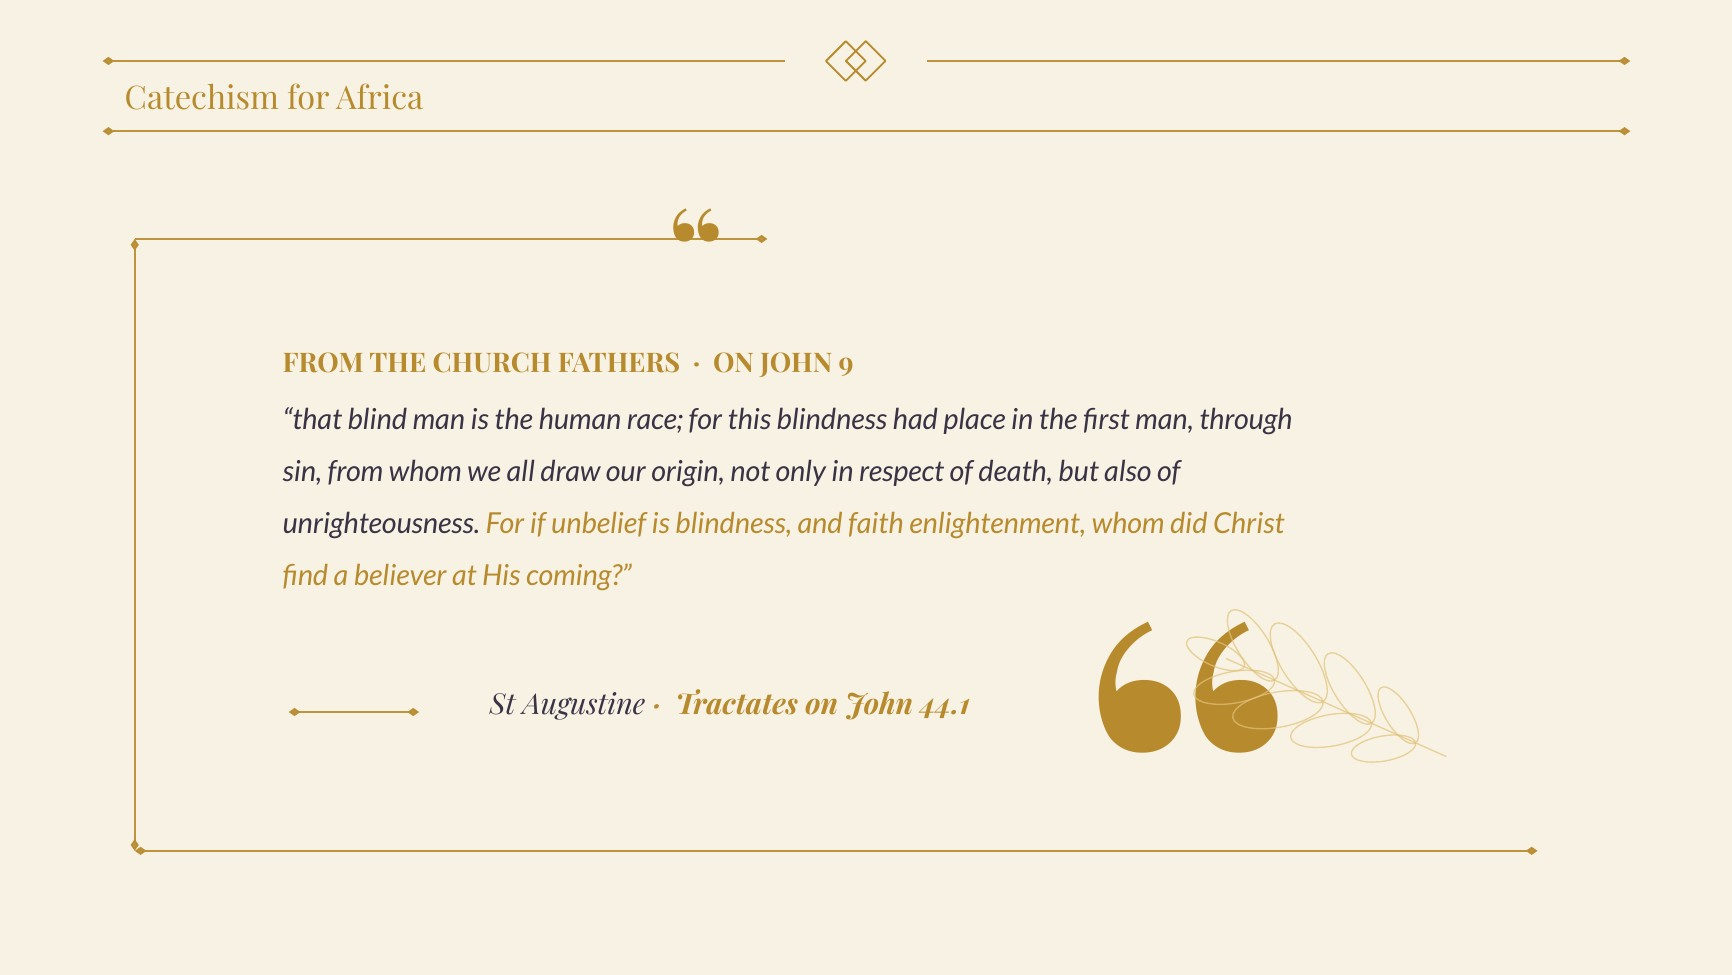 Catechism for Africa
FROM THE CHURCH FATHERS · ON JOHN 9
“that blind man is the human race; for this blindness had place in the first man, through
sin, from whom we all draw our origin, not only in respect of death, but also of
unrighteousness. For if unbelief is blindness, and faith enlightenment, whom did Christ
find a believer at His coming?”
St Augustine · Tractates on John 44.1